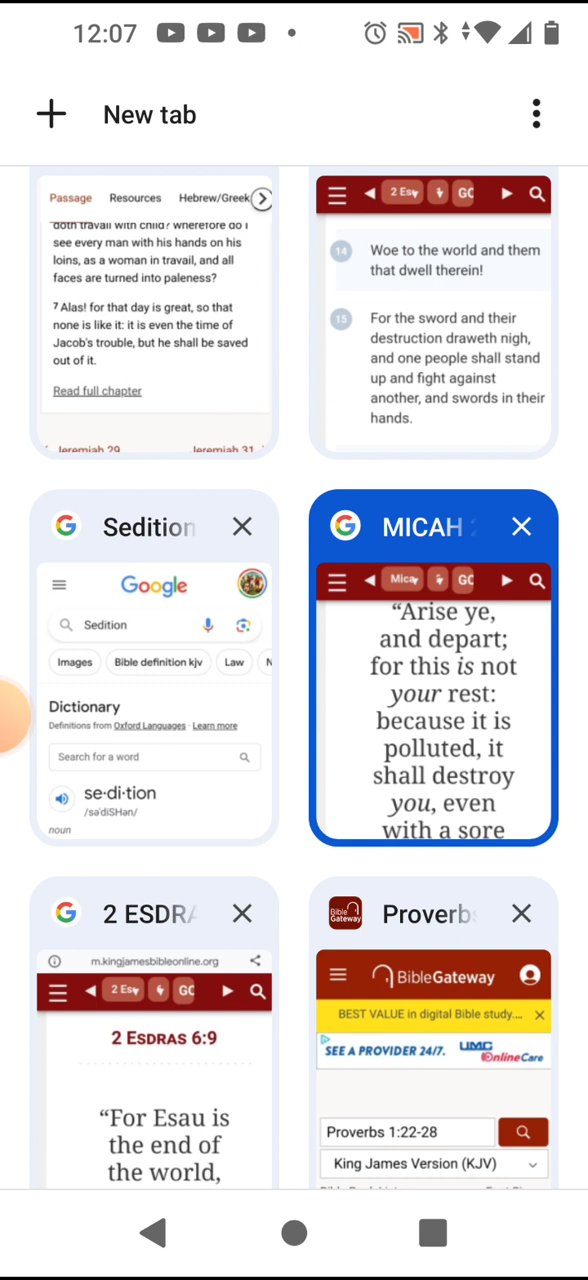 12:07
New tab
Passage Resources Hebrew/Greek
doth travail with child? wherefore do I
see every man with his hands on his
loins, as a woman in travail, and all
faces are turned into paleness?
7 Alas! for that day is great, so that
none is like it: it is even the time of
Jacob's trouble, but he shall be saved
out of it.
Read full chapter
Jeremiah 29 Jeremiah 31
2 Es GO
14 Woe to the world and them
that dwell therein!
15 For the sword and their
destruction draweth nigh,
and one people shall stand
up and fight against
another, and swords in their
hands.
Sedition
Google
Sedition
Images Bible definition kjv Law N
Dictionary
Definitions from Oxford Languages · Learn more
Search for a word
se·di·tion
/səˈdiSHən/
noun
MICAH 2
Mica GO
“Arise ye,
and depart;
for this is not
your rest:
because it is
polluted, it
shall destroy
you, even
with a sore
2 ESDRA
m.kingjamesbibleonline.org
2 Es GO
2 ESDRAS 6:9
“For Esau is
the end of
the world,
Bible Gateway
Proverbs
BibleGateway
BEST VALUE in digital Bible study....
SEE A PROVIDER 24/7. UMC OnlineCare
Proverbs 1:22-28
King James Version (KJV)